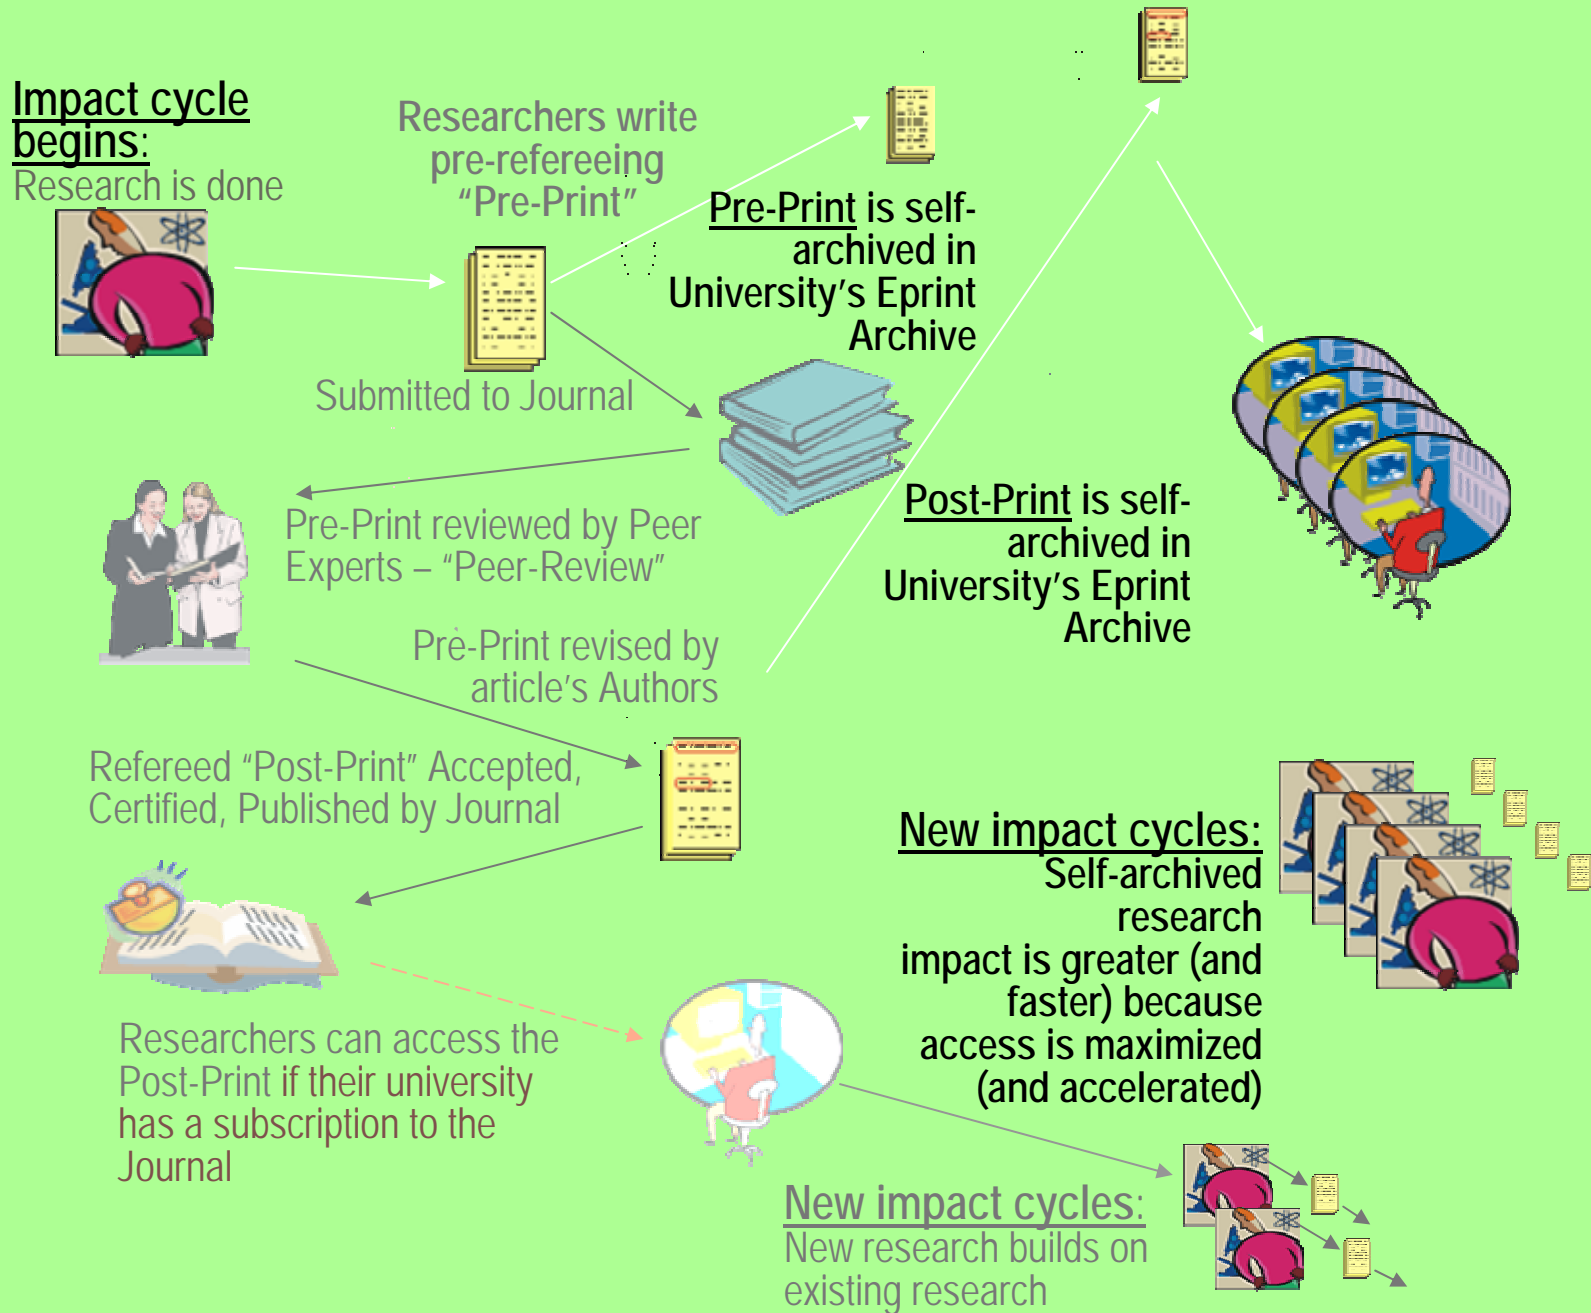 Impact cycle
begins:
Research is done
Researchers write
pre-refereeing
“Pre-Print”
Pre-Print is self-
archived in
University’s Eprint
Archive
Submitted to Journal
Pre-Print reviewed by Peer
Experts – “Peer-Review”
Post-Print is self-
archived in
University’s Eprint
Archive
Pre-Print revised by
article’s Authors
Refereed “Post-Print” Accepted,
Certified, Published by Journal
New impact cycles:
Self-archived
research
impact is greater (and
faster) because
access is maximized
(and accelerated)
Researchers can access the
Post-Print if their university
has a subscription to the
Journal
New impact cycles:
New research builds on
existing research